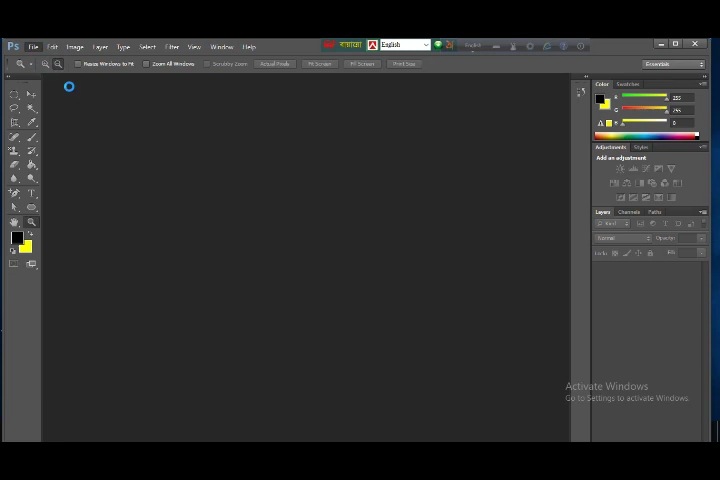 Ps File Edit Image Layer Type Select Filter View Window Help
English
English
Resize Windows to Fit Zoom All Windows Scrubby Zoom Actual Pixels Fit Screen Fill Screen Print Size Essentials
Color Swatches
255
255
0
Adjustments Styles
Add an adjustment
Layers Channels Paths
Kind
Normal Opacity:
Lock: Fill:
Activate Windows
Go to Settings to activate Windows.